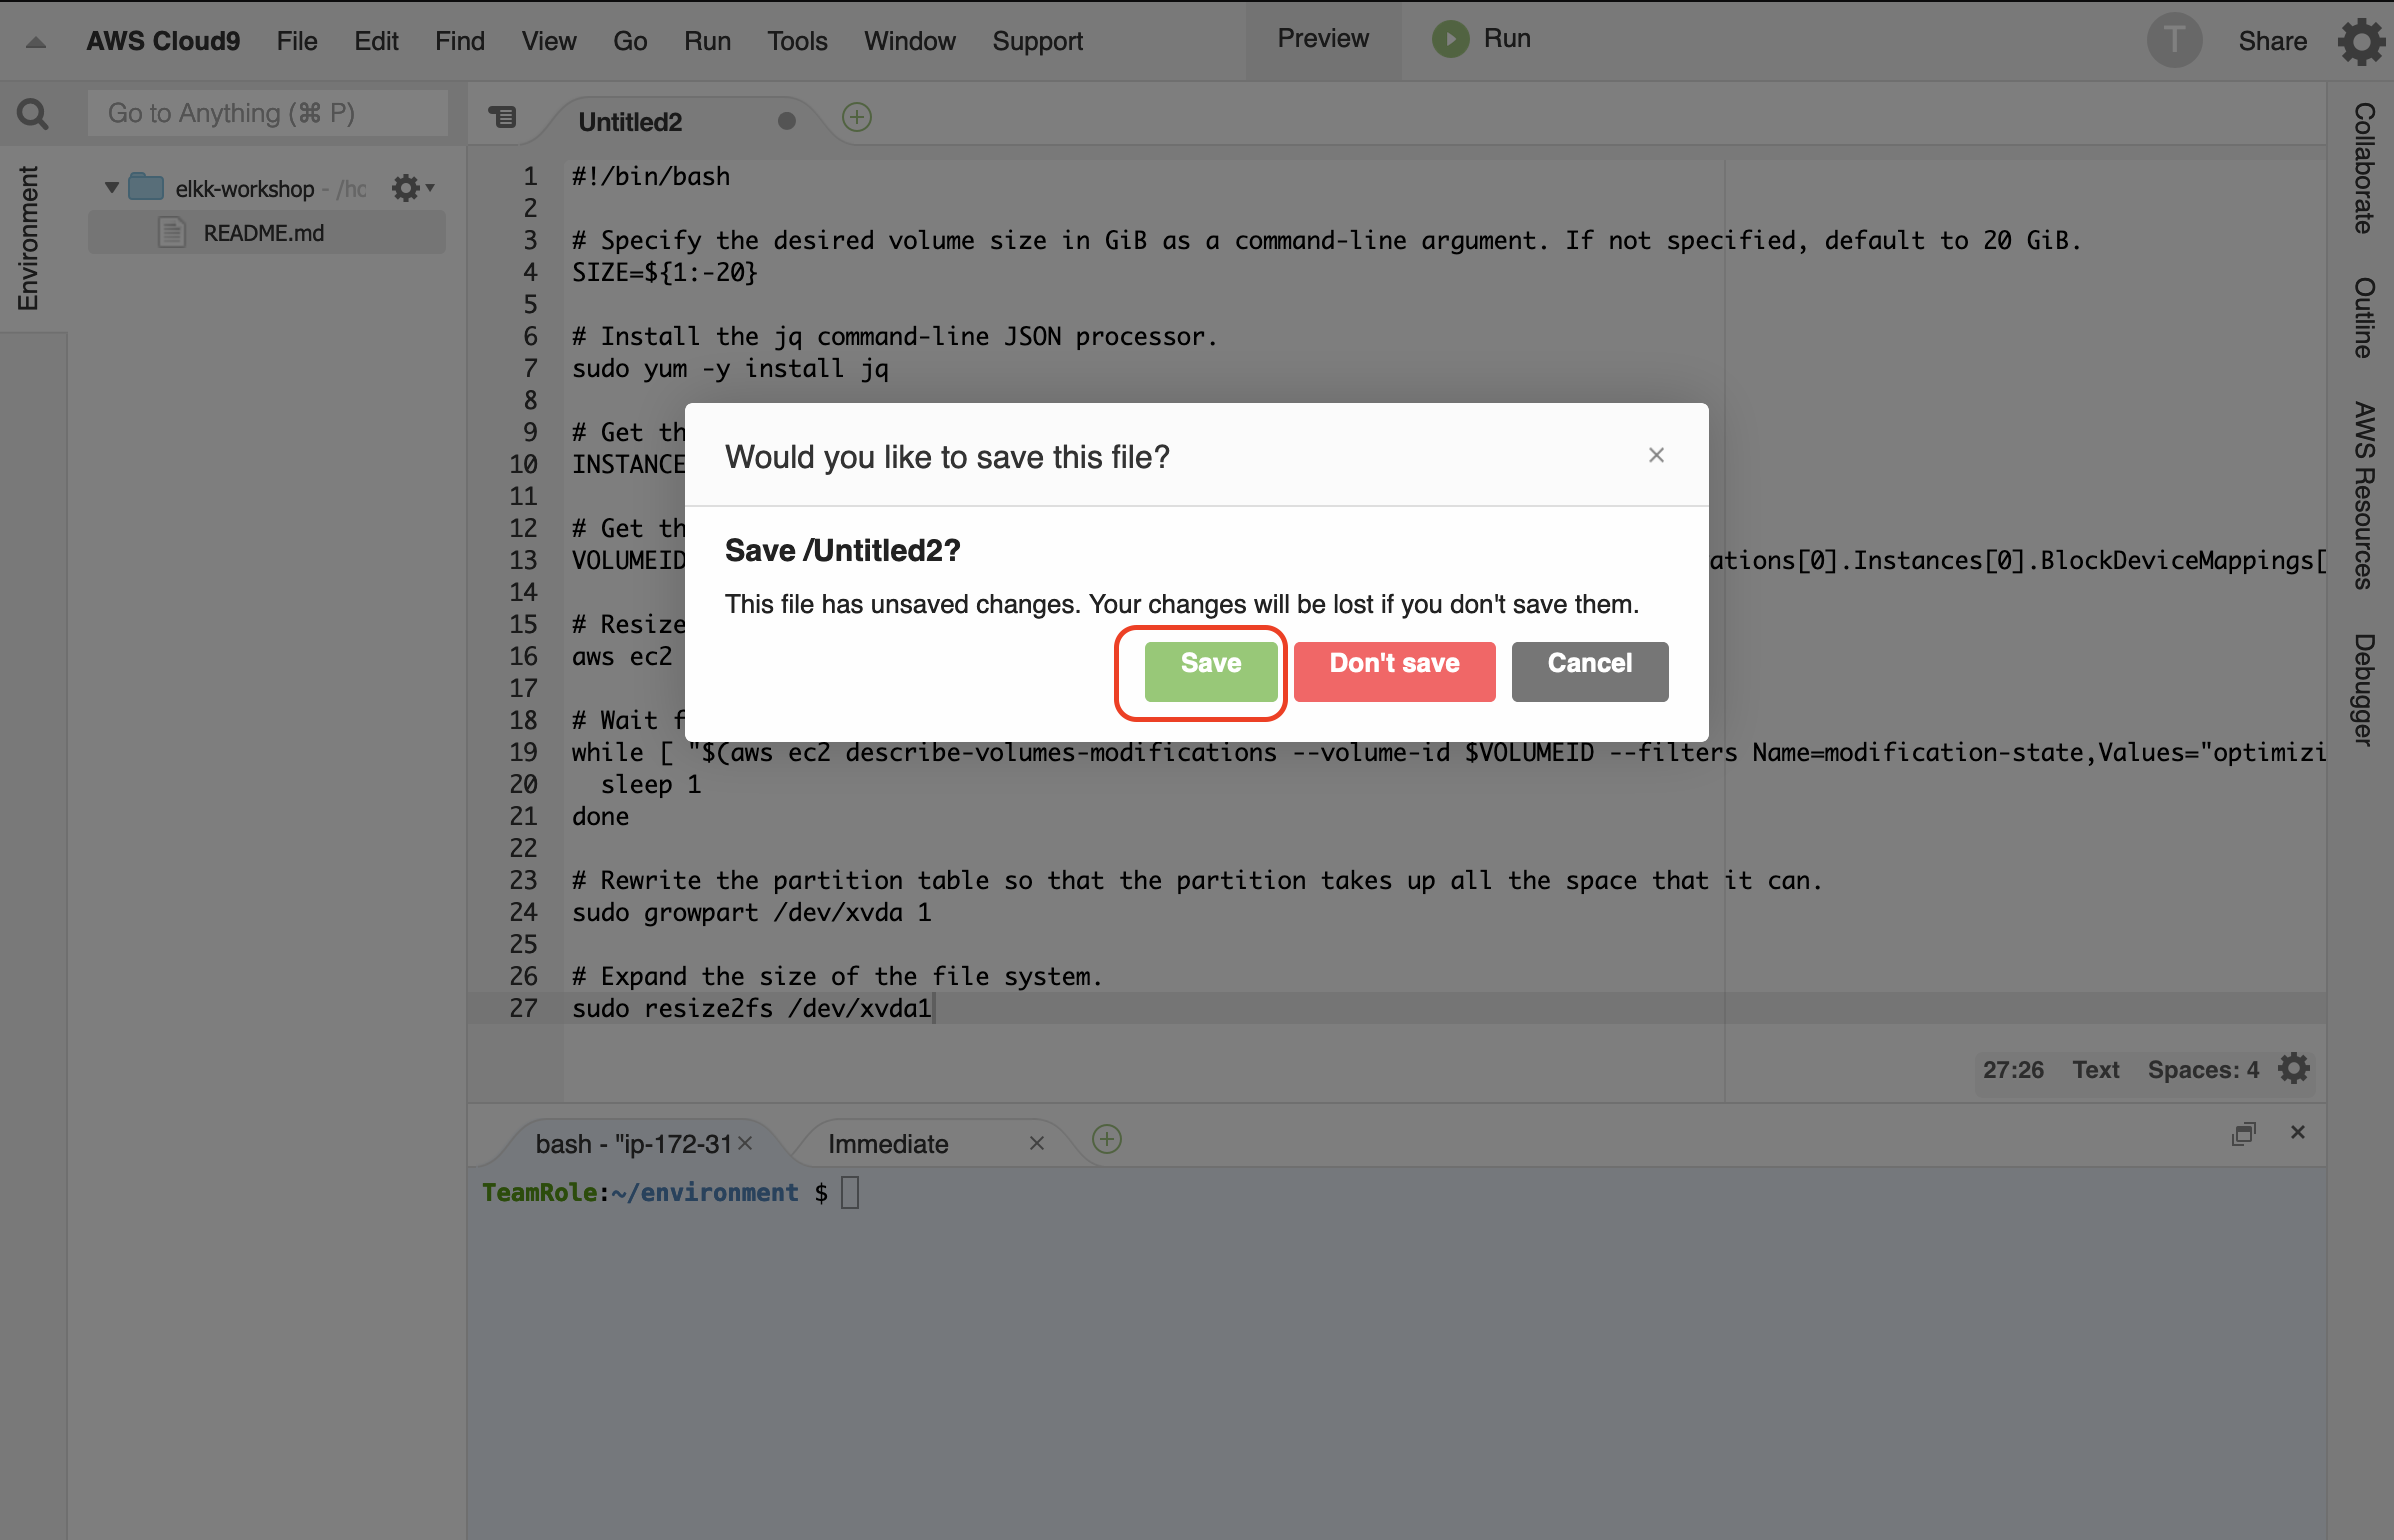 AWS Cloud9 File Edit Find View Go Run Tools Window Support Preview Run T Share
Go to Anything (⌘ P)
Environment
elkk-workshop - /ho
README.md
Untitled2
1 #!/bin/bash
2
3 # Specify the desired volume size in GiB as a command-line argument. If not specified, default to 20 GiB.
4 SIZE=${1:-20}
5
6 # Install the jq command-line JSON processor.
7 sudo yum -y install jq
8
9 # Get th
10 INSTANCE
11
12 # Get th
13 VOLUMEID ations[0].Instances[0].BlockDeviceMappings[
14
15 # Resize
16 aws ec2
17
18 # Wait f
19 while [ "$(aws ec2 describe-volumes-modifications --volume-id $VOLUMEID --filters Name=modification-state,Values="optimizi
20 sleep 1
21 done
22
23 # Rewrite the partition table so that the partition takes up all the space that it can.
24 sudo growpart /dev/xvda 1
25
26 # Expand the size of the file system.
27 sudo resize2fs /dev/xvda1
Would you like to save this file? ×
Save /Untitled2?
This file has unsaved changes. Your changes will be lost if you don't save them.
Save Don't save Cancel
27:26 Text Spaces: 4
bash - "ip-172-31 × Immediate ×
TeamRole:~/environment $
Collaborate
Outline
AWS Resources
Debugger